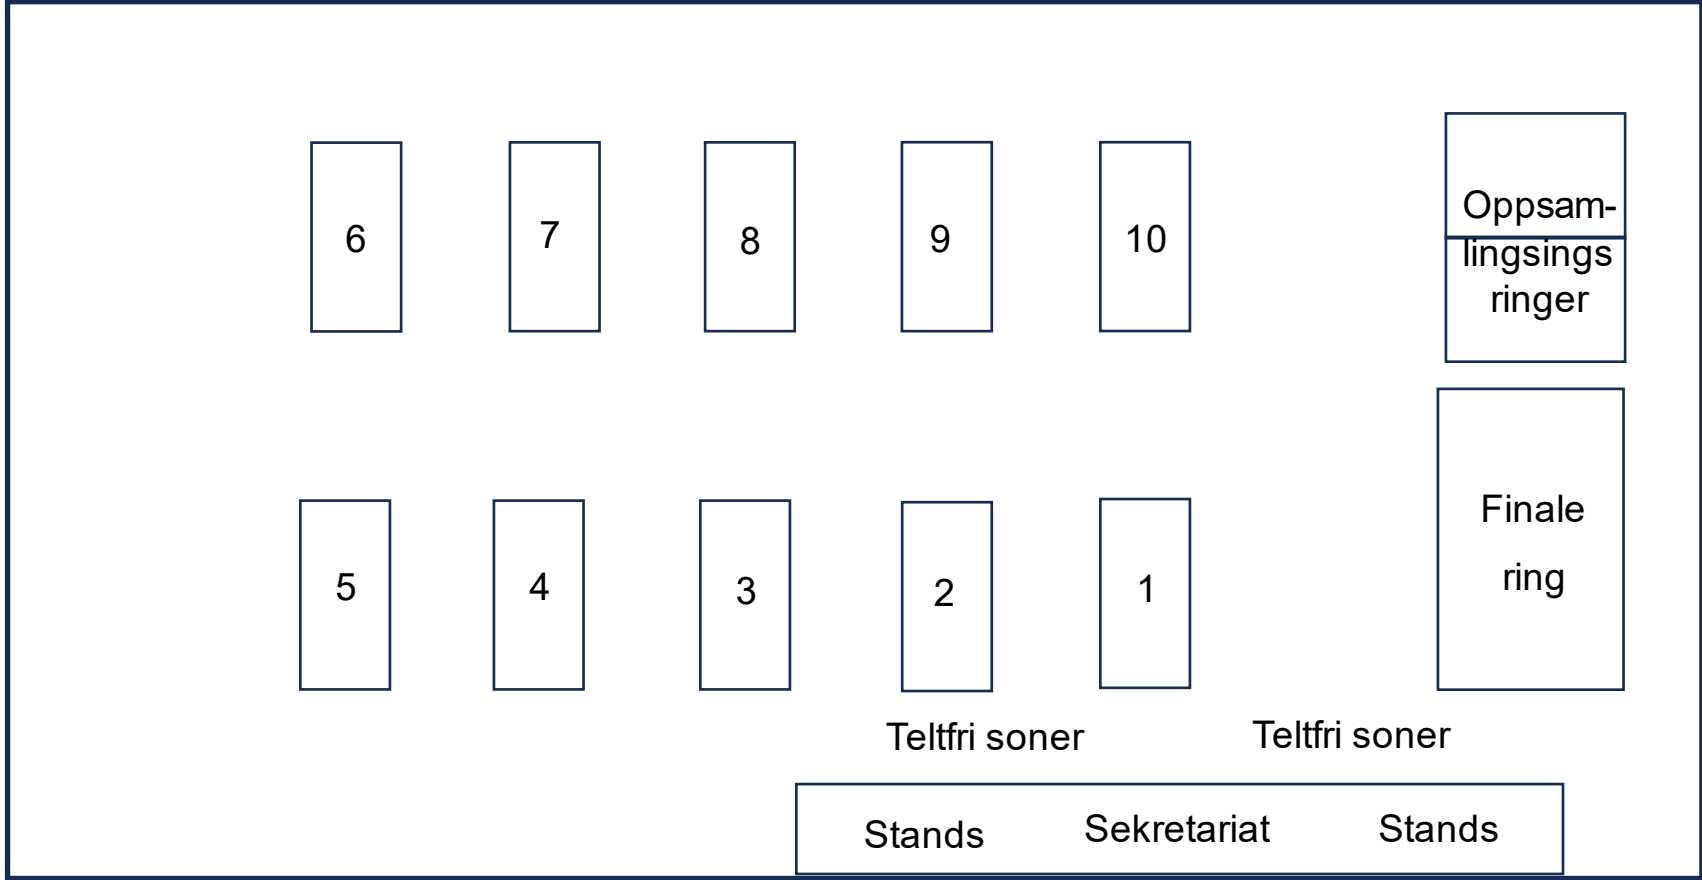 6
7
8
9
10
Oppsam-
lingsings
ringer
5
4
3
2
1
Finale
ring
Teltfri soner
Teltfri soner
Stands
Sekretariat
Stands